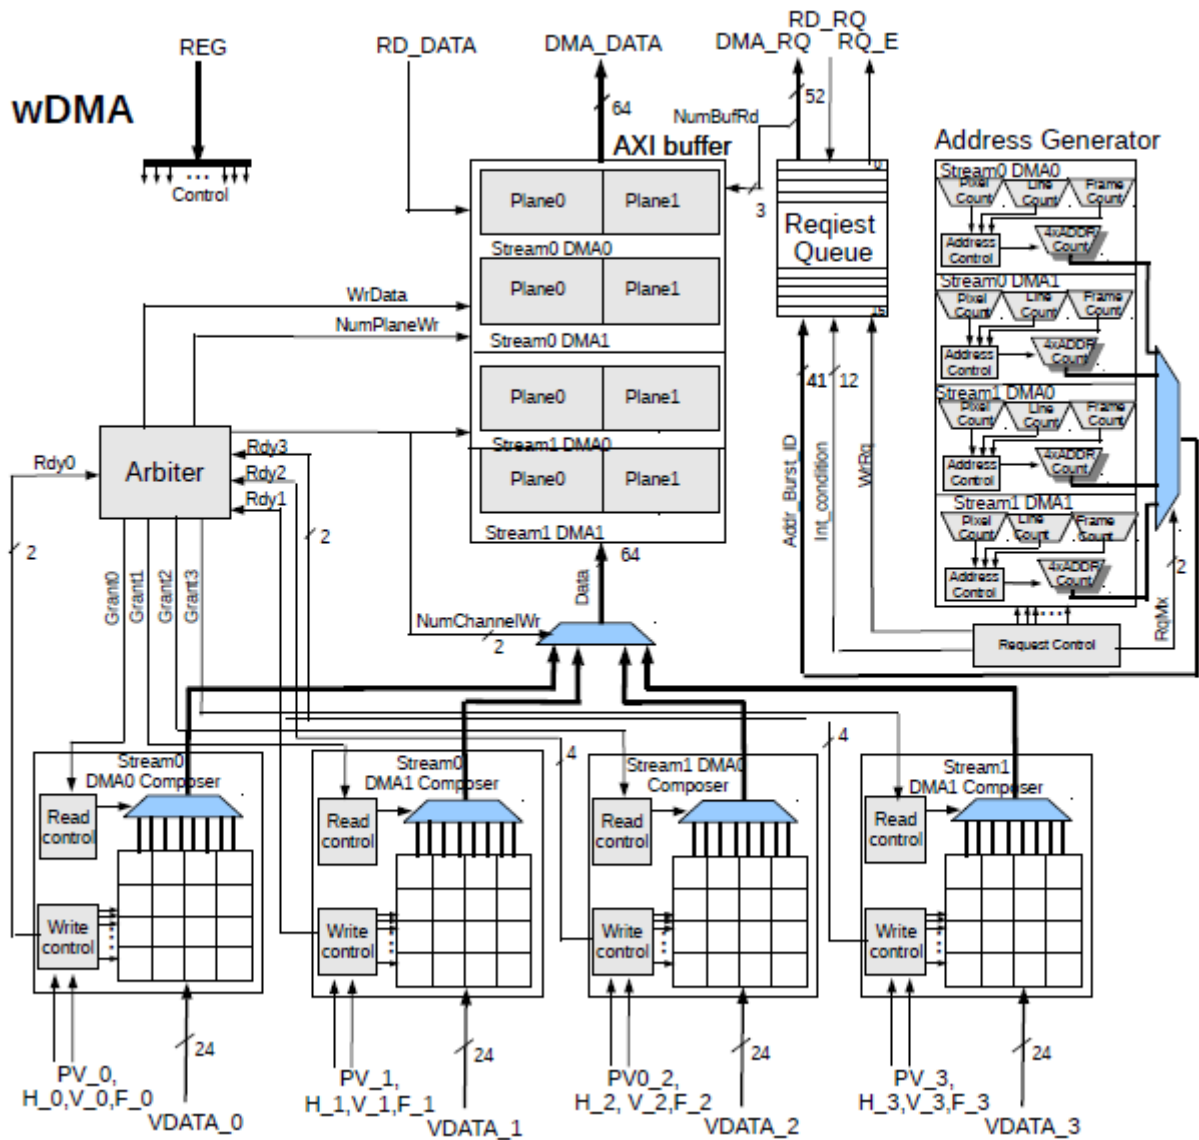 RD_RQ
REG
RD_DATA
DMA_DATA
DMA_RQ
RQ_E
wDMA
64
52
NumBufRd
Control
AXI buffer
3
Plane0
Plane1
Stream0 DMA0
Plane0
Plane1
Stream0 DMA1
Plane0
Plane1
Stream1 DMA0
Plane0
Plane1
Stream1 DMA1
0
Reqiest
Queue
15
Address Generator
Stream0 DMA0
Pixel
Count
Line
Count
Frame
Count
Address
Control
4xADDR
Count
Stream0 DMA1
Pixel
Count
Line
Count
Frame
Count
Address
Control
4xADDR
Count
Stream1 DMA0
Pixel
Count
Line
Count
Frame
Count
Address
Control
4xADDR
Count
Stream1 DMA1
Pixel
Count
Line
Count
Frame
Count
Address
Control
4xADDR
Count
WrData
NumPlaneWr
41
12
Arbiter
Rdy0
Rdy3
Rdy2
Rdy1
2
2
Grant0
Grant1
Grant2
Grant3
64
Data
NumChannelWr
2
Addr_Burst_ID
Int_condition
WrRq
Request Control
RqMx
2
4
4
Stream0
DMA0 Composer
Read
control
Write
control
Stream0
DMA1 Composer
Read
control
Write
control
Stream1 DMA0
Composer
Read
control
Write
control
Stream1
DMA1 Composer
Read
control
Write
control
24
24
24
24
PV_0,
H_0,V_0,F_0
VDATA_0
PV_1,
H_1,V_1,F_1
VDATA_1
PV0_2,
H_2, V_2,F_2
VDATA_2
PV_3,
H_3,V_3,F_3
VDATA_3